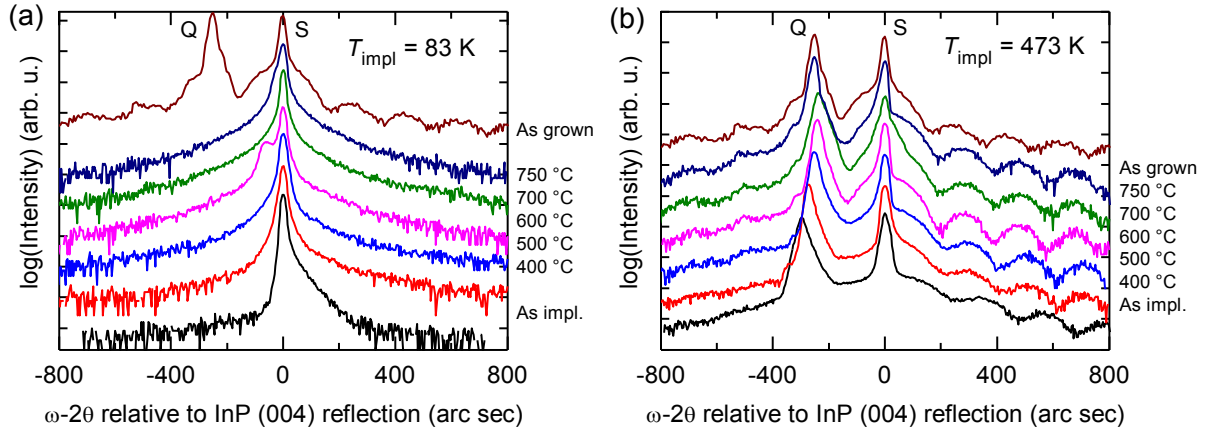 (a)
Q
S
T impl = 83 K
log(Intensity) (arb. u.)
As grown
750 °C
700 °C
600 °C
500 °C
400 °C
As impl.
-800 -400 0 400 800
ω-2θ relative to InP (004) reflection (arc sec)
(b)
Q
S
T impl = 473 K
log(Intensity) (arb. u.)
As grown
750 °C
700 °C
600 °C
500 °C
400 °C
As impl.
-800 -400 0 400 800
ω-2θ relative to InP (004) reflection (arc sec)